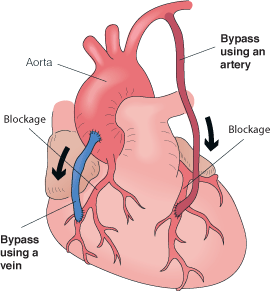 Bypass
using an
artery
Aorta
Blockage
Blockage
Bypass
using a
vein